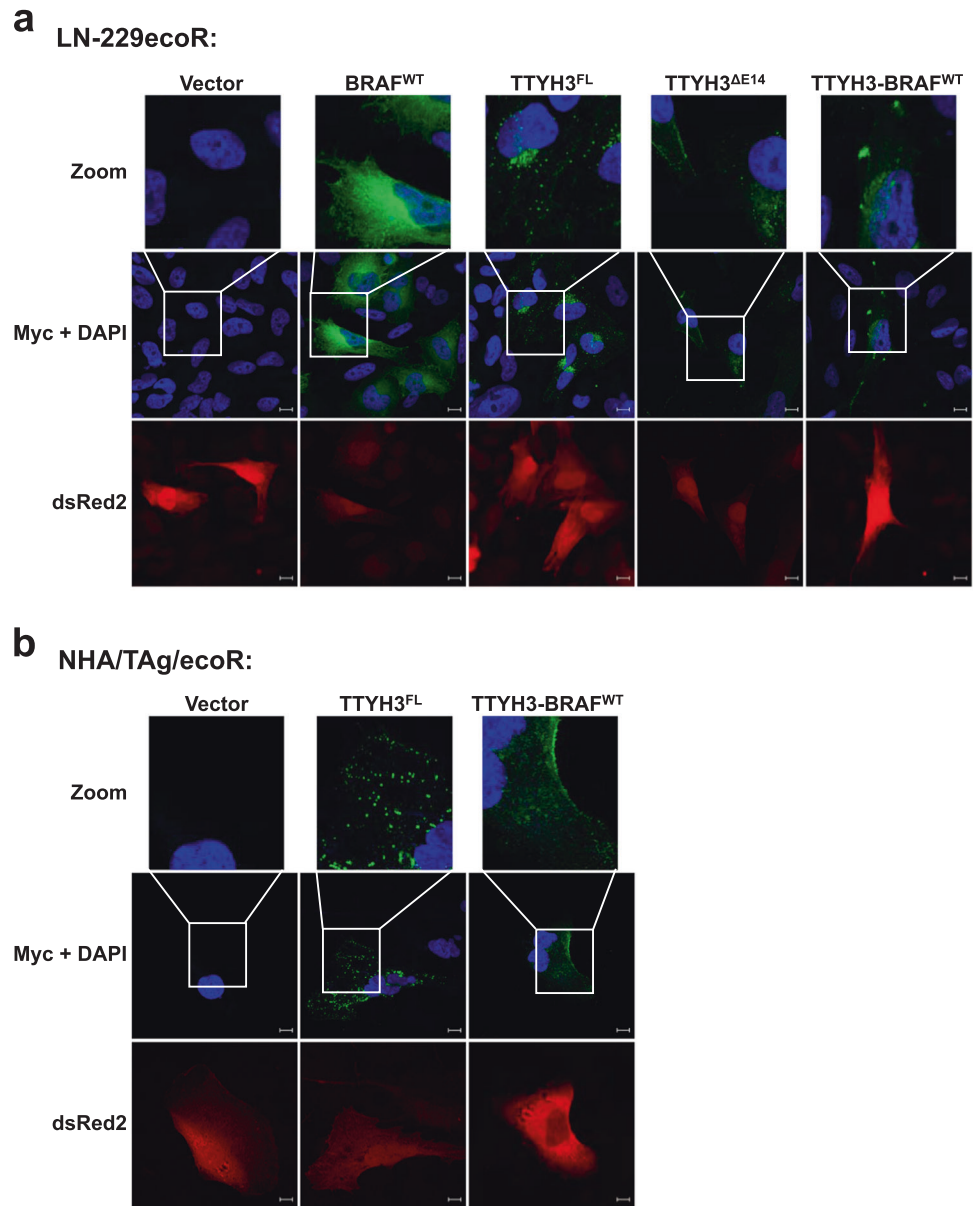 a
LN-229ecoR:
Vector BRAF^WT TTYH3^FL TTYH3^ΔE14 TTYH3-BRAF^WT
Zoom
Myc + DAPI
dsRed2
b
NHA/TAg/ecoR:
Vector TTYH3^FL TTYH3-BRAF^WT
Zoom
Myc + DAPI
dsRed2